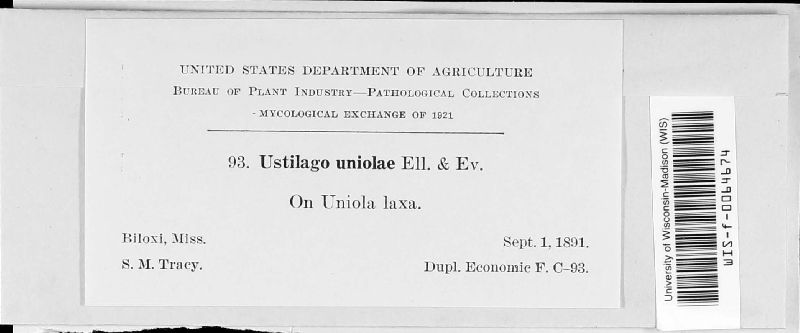 UNITED STATES DEPARTMENT OF AGRICULTURE
BUREAU OF PLANT INDUSTRY—PATHOLOGICAL COLLECTIONS
MYCOLOGICAL EXCHANGE OF 1921
93. Ustilago uniolae Ell. & Ev.
On Uniola laxa.
Biloxi, Miss.
Sept. 1, 1891.
S. M. Tracy.
Dupl. Economic F. C-93.
University of Wisconsin-Madison (WIS)
WIS-f-0064674